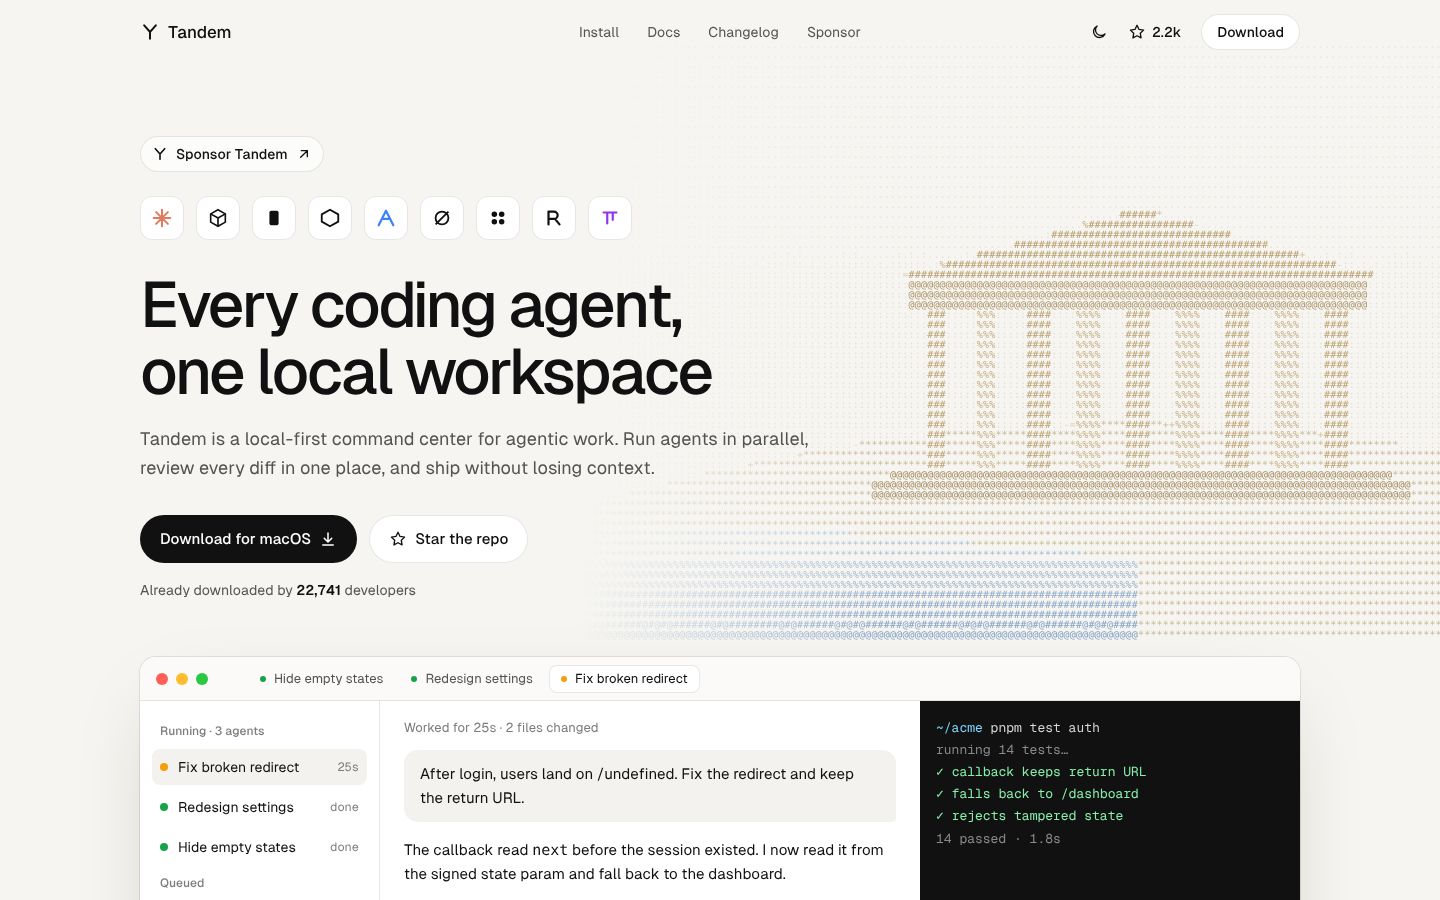 Tandem
Install
Docs
Changelog
Sponsor
2.2k
Download
Sponsor Tandem
Every coding agent,
one local workspace
Tandem is a local-first command center for agentic work. Run agents in parallel,
review every diff in one place, and ship without losing context.
Download for macOS
Star the repo
Already downloaded by 22,741 developers
Hide empty states
Redesign settings
Fix broken redirect
Running · 3 agents
Fix broken redirect
25s
Redesign settings
done
Hide empty states
done
Queued
Worked for 25s · 2 files changed
After login, users land on /undefined. Fix the redirect and keep
the return URL.
The callback read next before the session existed. I now read it from
the signed state param and fall back to the dashboard.
~/acme pnpm test auth
running 14 tests…
✓ callback keeps return URL
✓ falls back to /dashboard
✓ rejects tampered state
14 passed · 1.8s